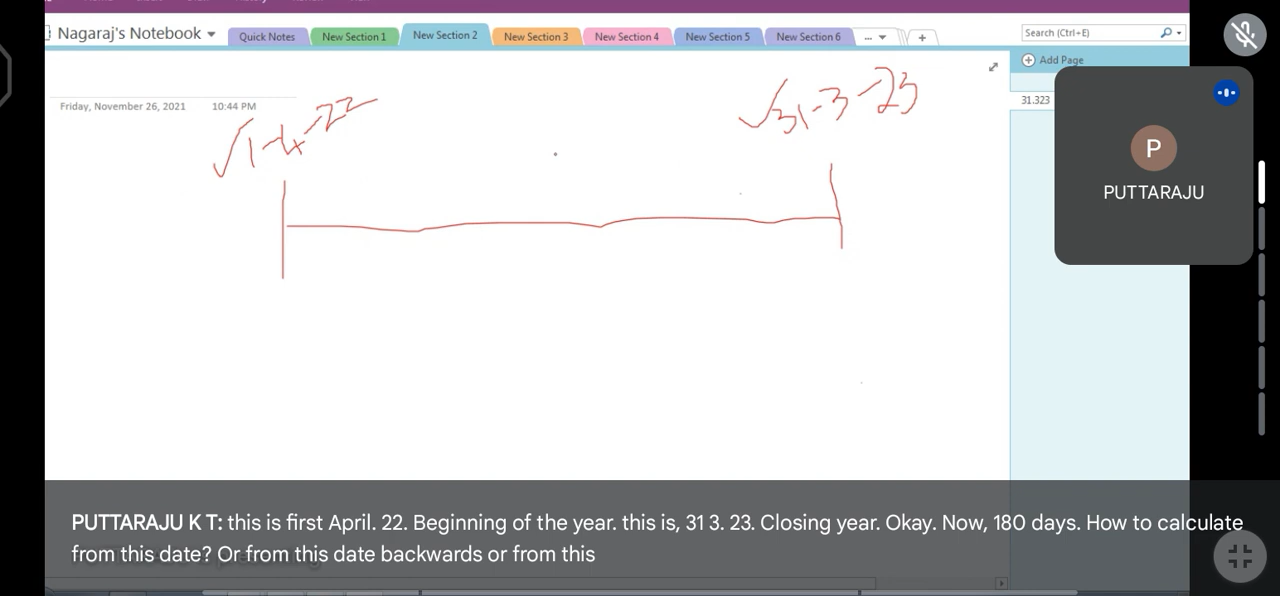 Nagaraj's Notebook
Quick Notes
New Section 1
New Section 2
New Section 3
New Section 4
New Section 5
New Section 6
...
Search (Ctrl+E)
Add Page
Friday, November 26, 2021 10:44 PM
31.323
√1-4-22
√31-3-23
P
PUTTARAJU
PUTTARAJU K T: this is first April. 22. Beginning of the year. this is, 31 3. 23. Closing year. Okay. Now, 180 days. How to calculate
from this date? Or from this date backwards or from this